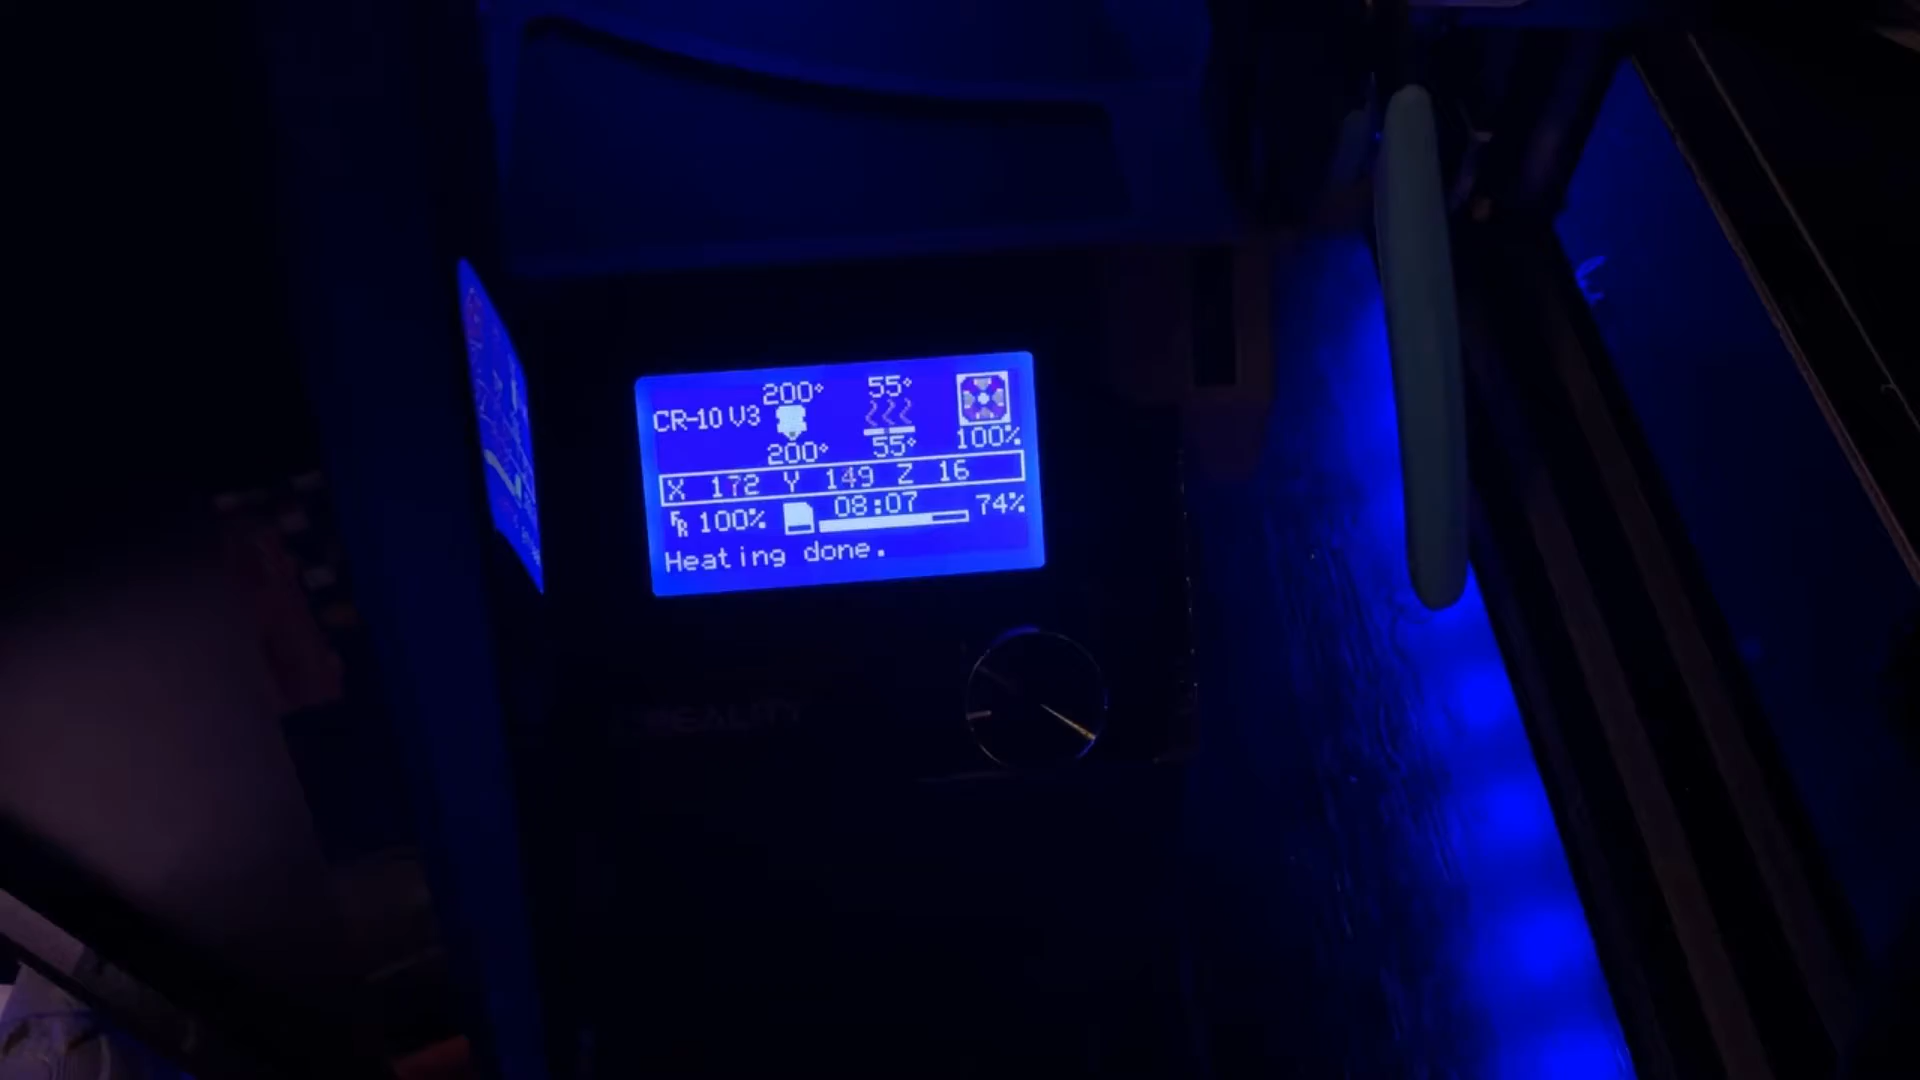 200° 55°
CR-10 V3
200° 55° 100%
X 172 Y 149 Z 16
FR 100% 08:07 74%
Heating done.